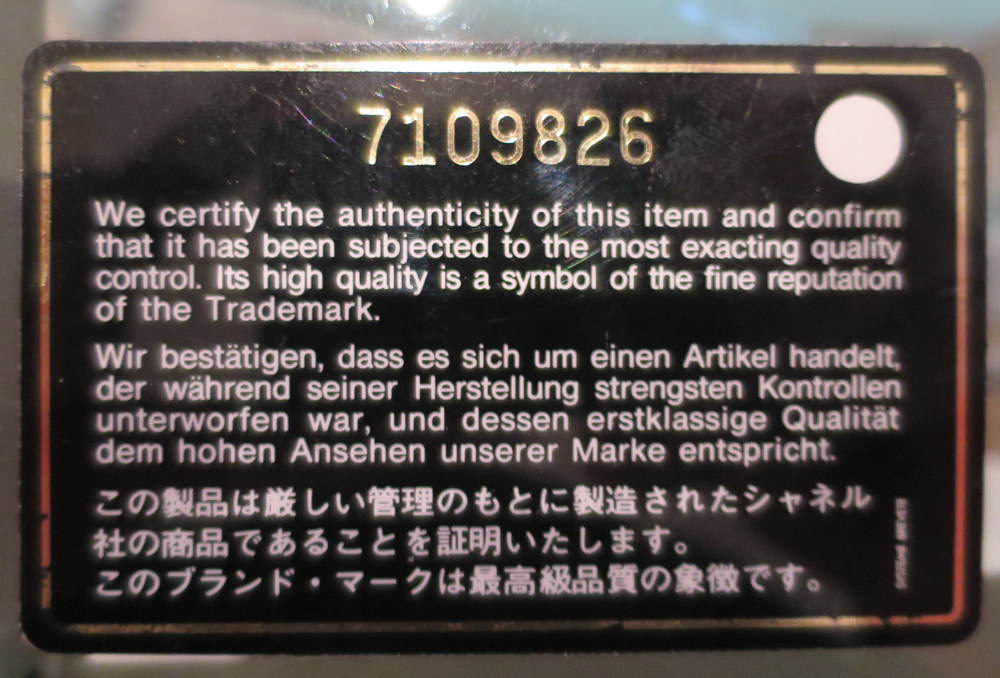 7109826
We certify the authenticity of this item and confirm
that it has been subjected to the most exacting quality
control. Its high quality is a symbol of the fine reputation
of the Trademark.
Wir bestätigen, dass es sich um einen Artikel handelt,
der während seiner Herstellung strengsten Kontrollen
unterworfen war, und dessen erstklassige Qualität
dem hohen Ansehen unserer Marke entspricht.
この製品は厳しい管理のもとに製造されたシャネル
社の商品であることを証明いたします。
このブランド・マークは最高級品質の象徴です。